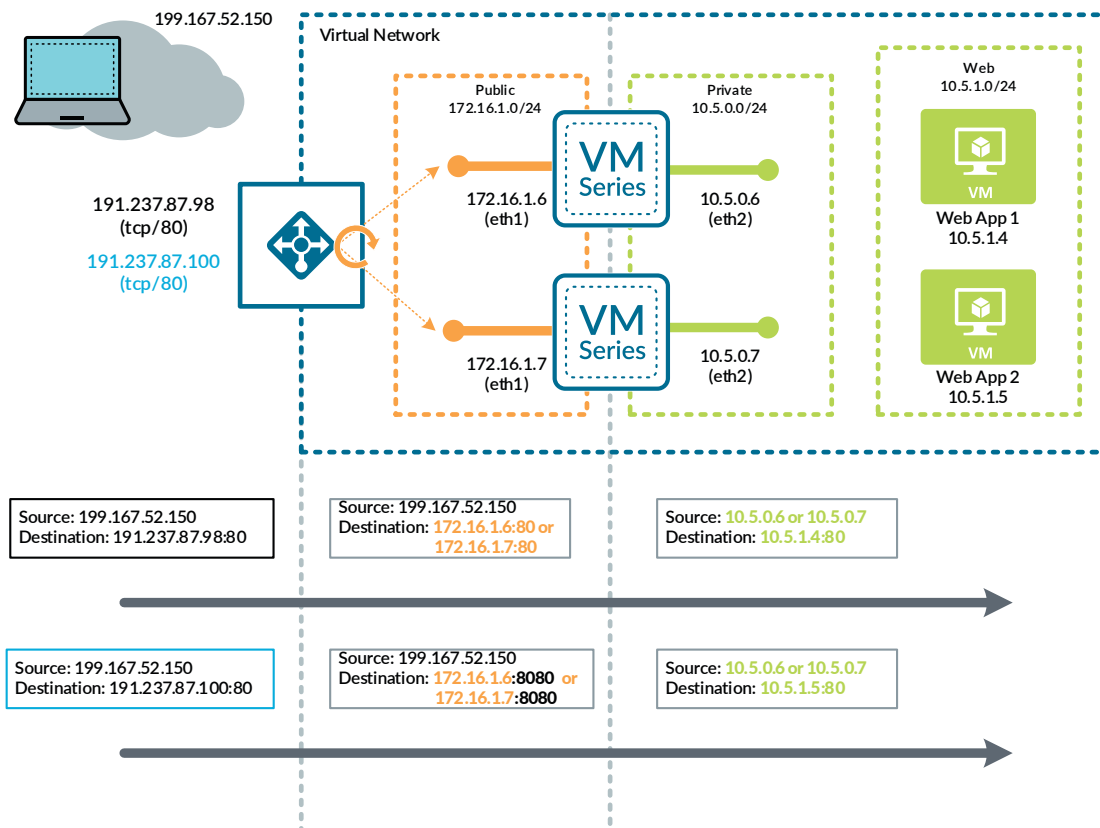 199.167.52.150
Virtual Network
Public
172.16.1.0/24
Private
10.5.0.0/24
Web
10.5.1.0/24
VM
Series
172.16.1.6
(eth1)
10.5.0.6
(eth2)
VM
Web App 1
10.5.1.4
191.237.87.98
(tcp/80)
191.237.87.100
(tcp/80)
VM
Series
172.16.1.7
(eth1)
10.5.0.7
(eth2)
VM
Web App 2
10.5.1.5
Source: 199.167.52.150
Destination: 191.237.87.98:80
Source: 199.167.52.150
Destination: 172.16.1.6:80 or
172.16.1.7:80
Source: 10.5.0.6 or 10.5.0.7
Destination: 10.5.1.4:80
Source: 199.167.52.150
Destination: 191.237.87.100:80
Source: 199.167.52.150
Destination: 172.16.1.6:8080 or
172.16.1.7:8080
Source: 10.5.0.6 or 10.5.0.7
Destination: 10.5.1.5:80